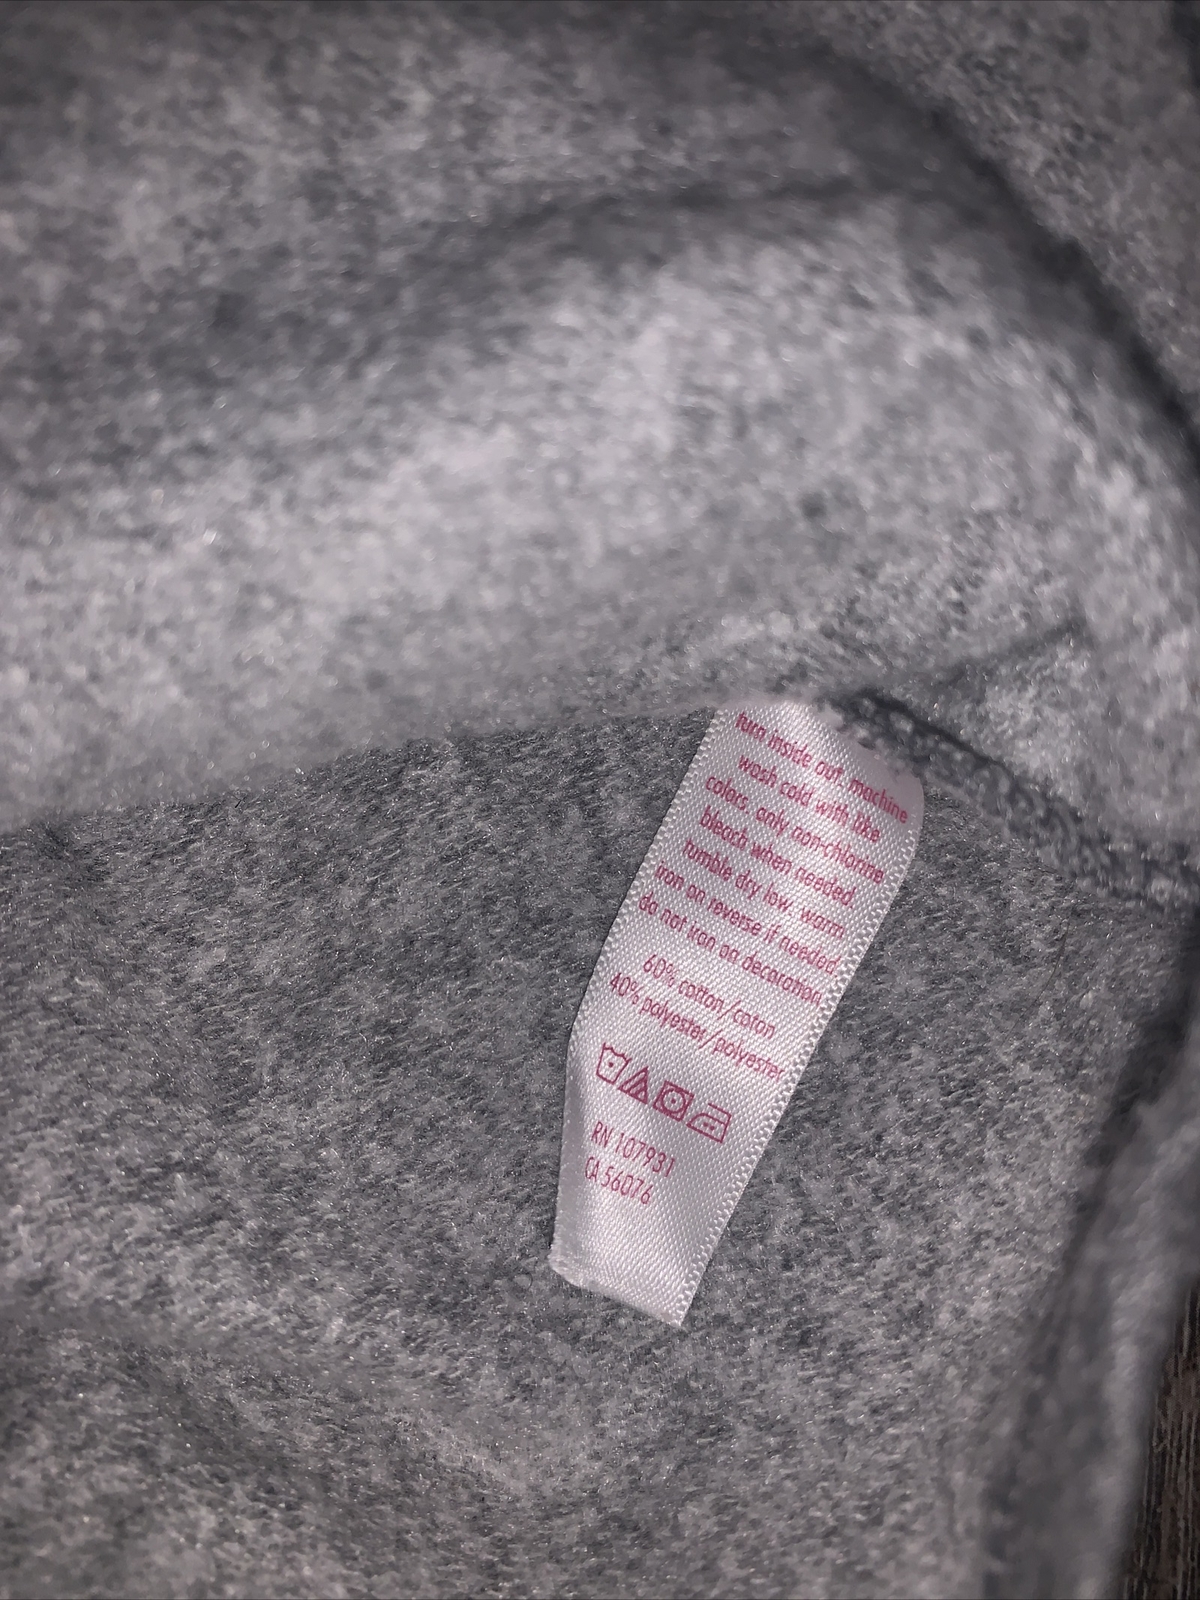 turn inside out, machine
wash cold with like
colors, only non-chlorine
bleach when needed.
tumble dry low, warm
iron on reverse if needed.
do not iron on decoration.
60% cotton/coton
40% polyester/polyester
RN 107931
CA 56076